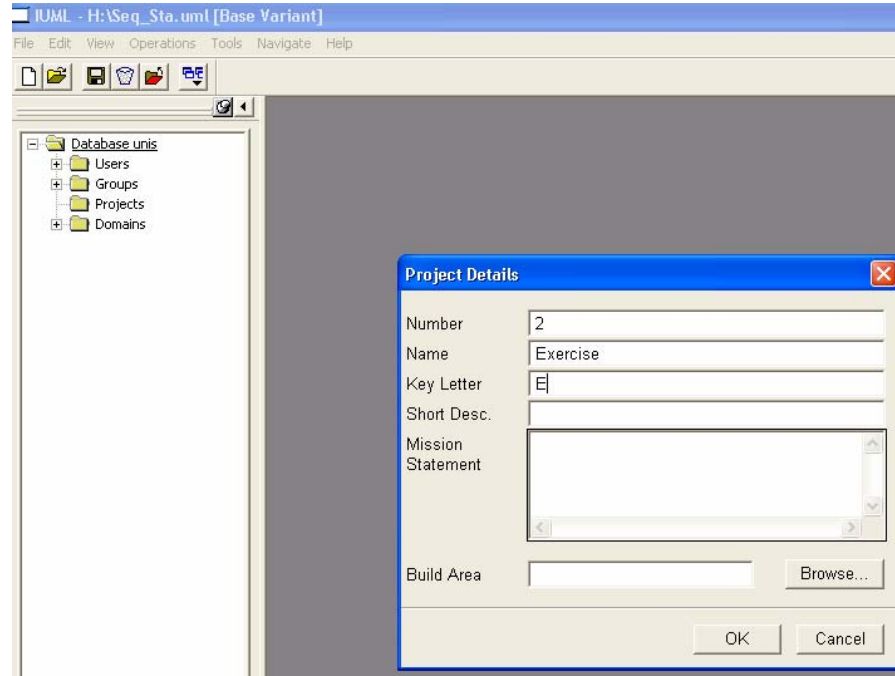 IUML - H:\Seq_Sta.uml [Base Variant]
File Edit View Operations Tools Navigate Help
Database unis
Users
Groups
Projects
Domains
Project Details
Number 2
Name Exercise
Key Letter E
Short Desc.
Mission
Statement
Build Area Browse...
OK Cancel